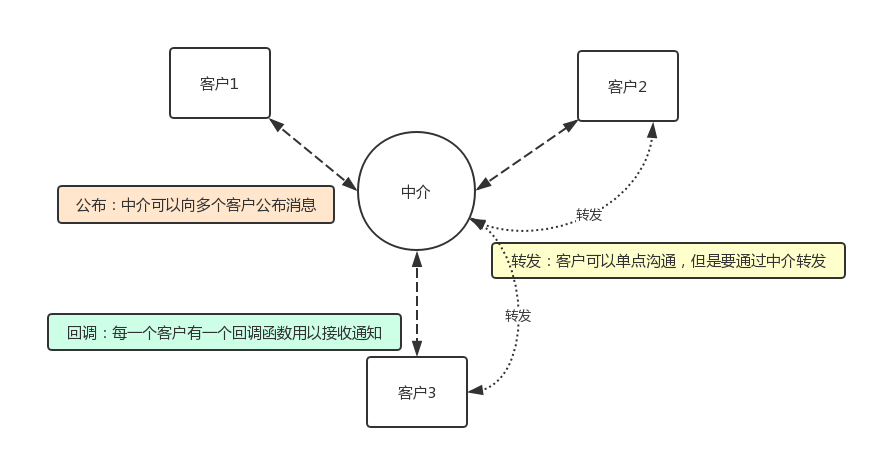 客户1
客户2
中介
公布：中介可以向多个客户公布消息
转发
转发：客户可以单点沟通，但是要通过中介转发
转发
回调：每一个客户有一个回调函数用以接收通知
客户3